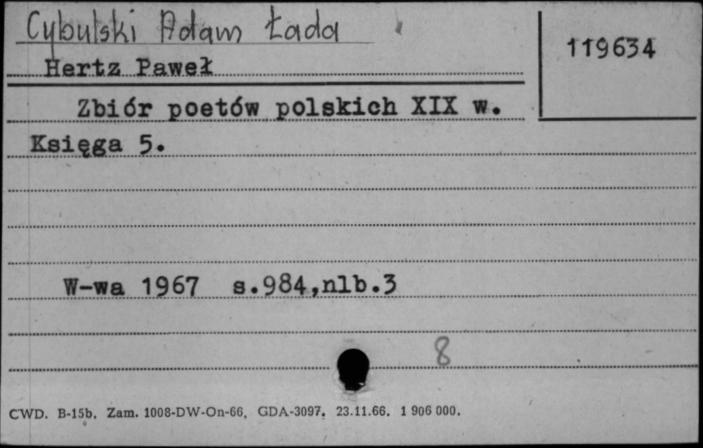 Cybulski Adam Łada
119634
Hertz Paweł
Zbiór poetów polskich XIX w.
Księga 5.
W-wa 1967 s.984,nlb.3
8
CWD. B-15b. Zam. 1008-DW-On-66, GDA-3097. 23.11.66. 1 906 000.